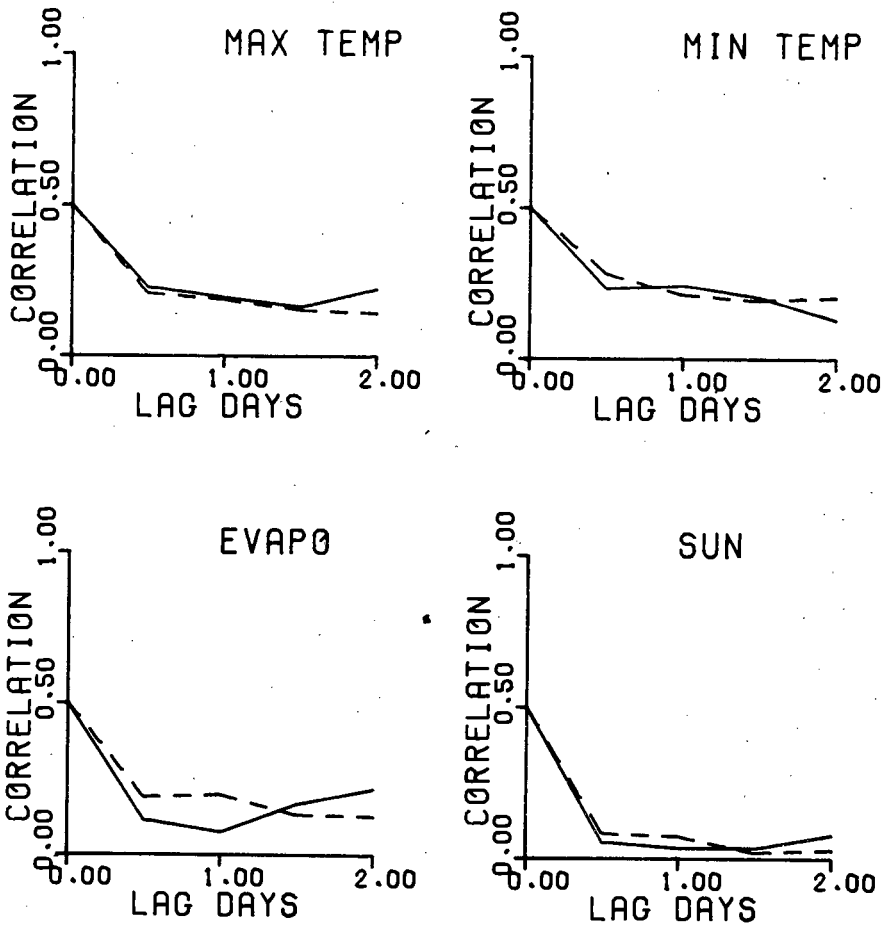 MAX TEMP
1.00
0.50
0.00
CORRELATION
0.00 1.00 2.00
LAG DAYS
MIN TEMP
1.00
0.50
0.00
CORRELATION
0.00 1.00 2.00
LAG DAYS
EVAPO
1.00
0.50
0.00
CORRELATION
0.00 1.00 2.00
LAG DAYS
SUN
1.00
0.50
0.00
CORRELATION
0.00 1.00 2.00
LAG DAYS